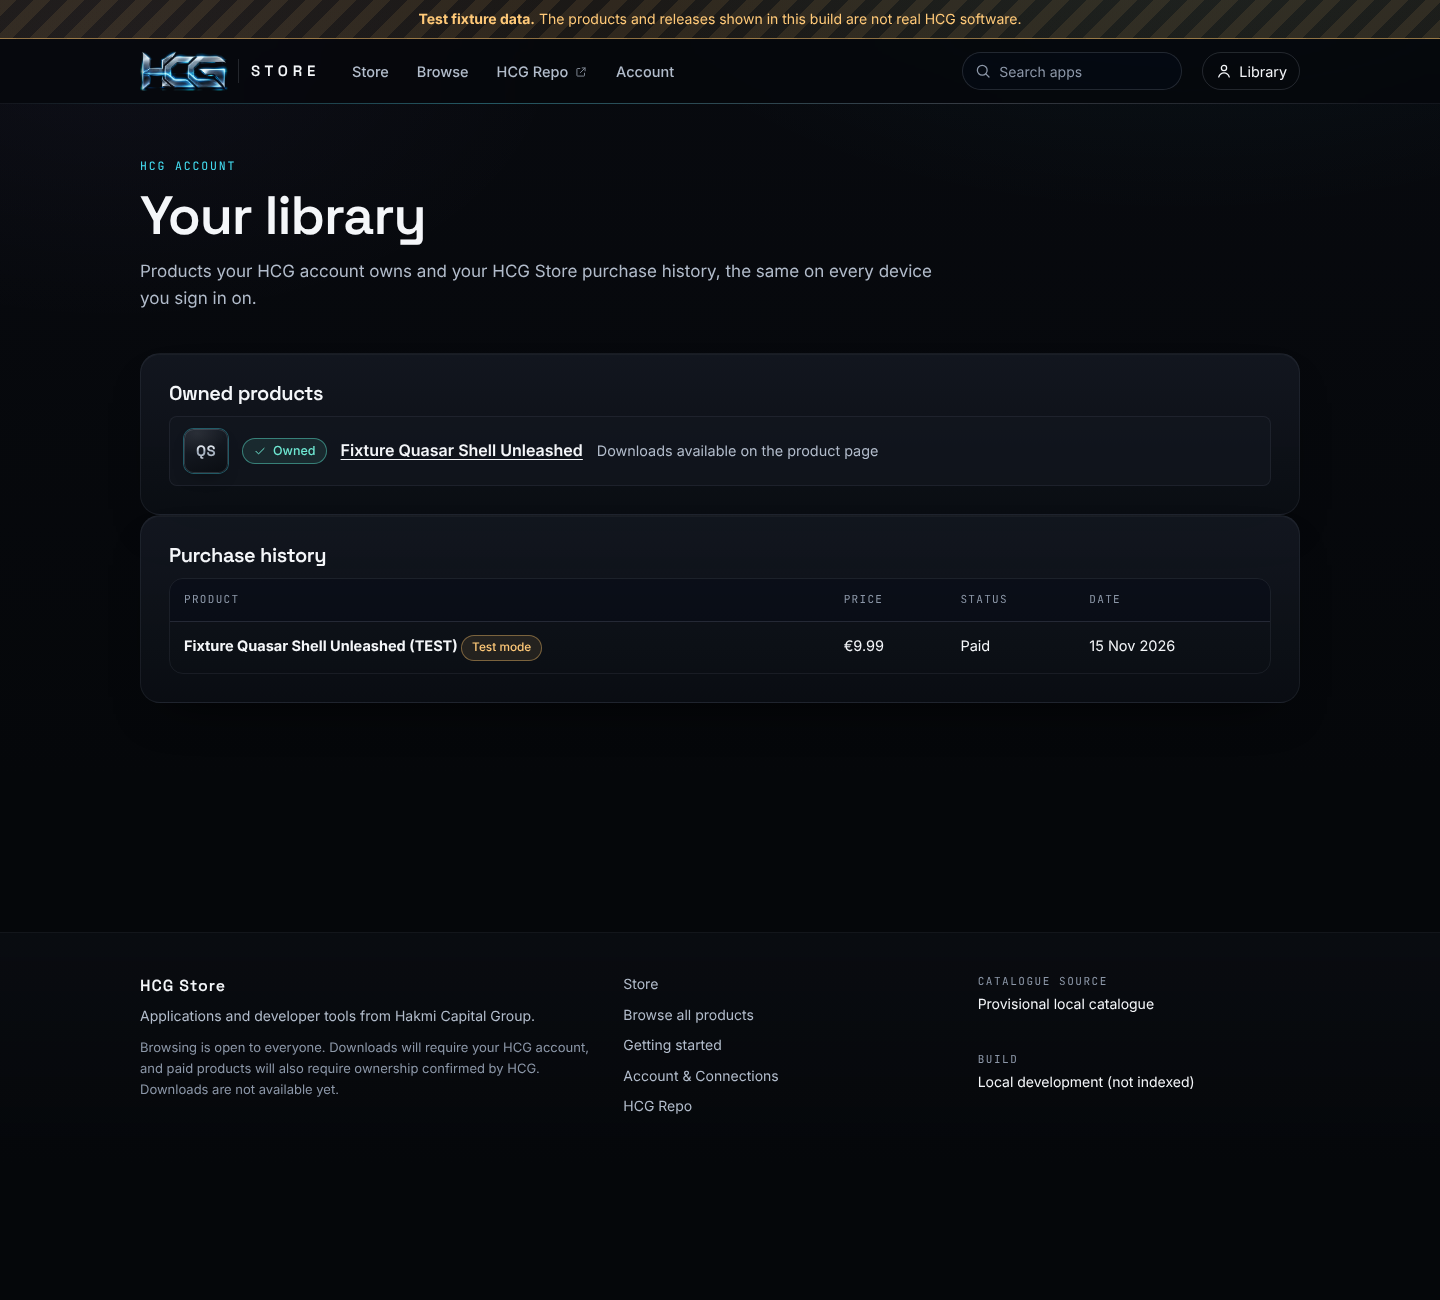 Test fixture data. The products and releases shown in this build are not real HCG software.
HCG STORE Store Browse HCG Repo Account Search apps Library
HCG ACCOUNT
Your library
Products your HCG account owns and your HCG Store purchase history, the same on every device
you sign in on.
Owned products
QS Owned Fixture Quasar Shell Unleashed Downloads available on the product page
Purchase history
PRODUCT PRICE STATUS DATE
Fixture Quasar Shell Unleashed (TEST) Test mode €9.99 Paid 15 Nov 2026
HCG Store
Applications and developer tools from Hakmi Capital Group.
Browsing is open to everyone. Downloads will require your HCG account,
and paid products will also require ownership confirmed by HCG.
Downloads are not available yet.
Store
Browse all products
Getting started
Account & Connections
HCG Repo
CATALOGUE SOURCE
Provisional local catalogue
BUILD
Local development (not indexed)